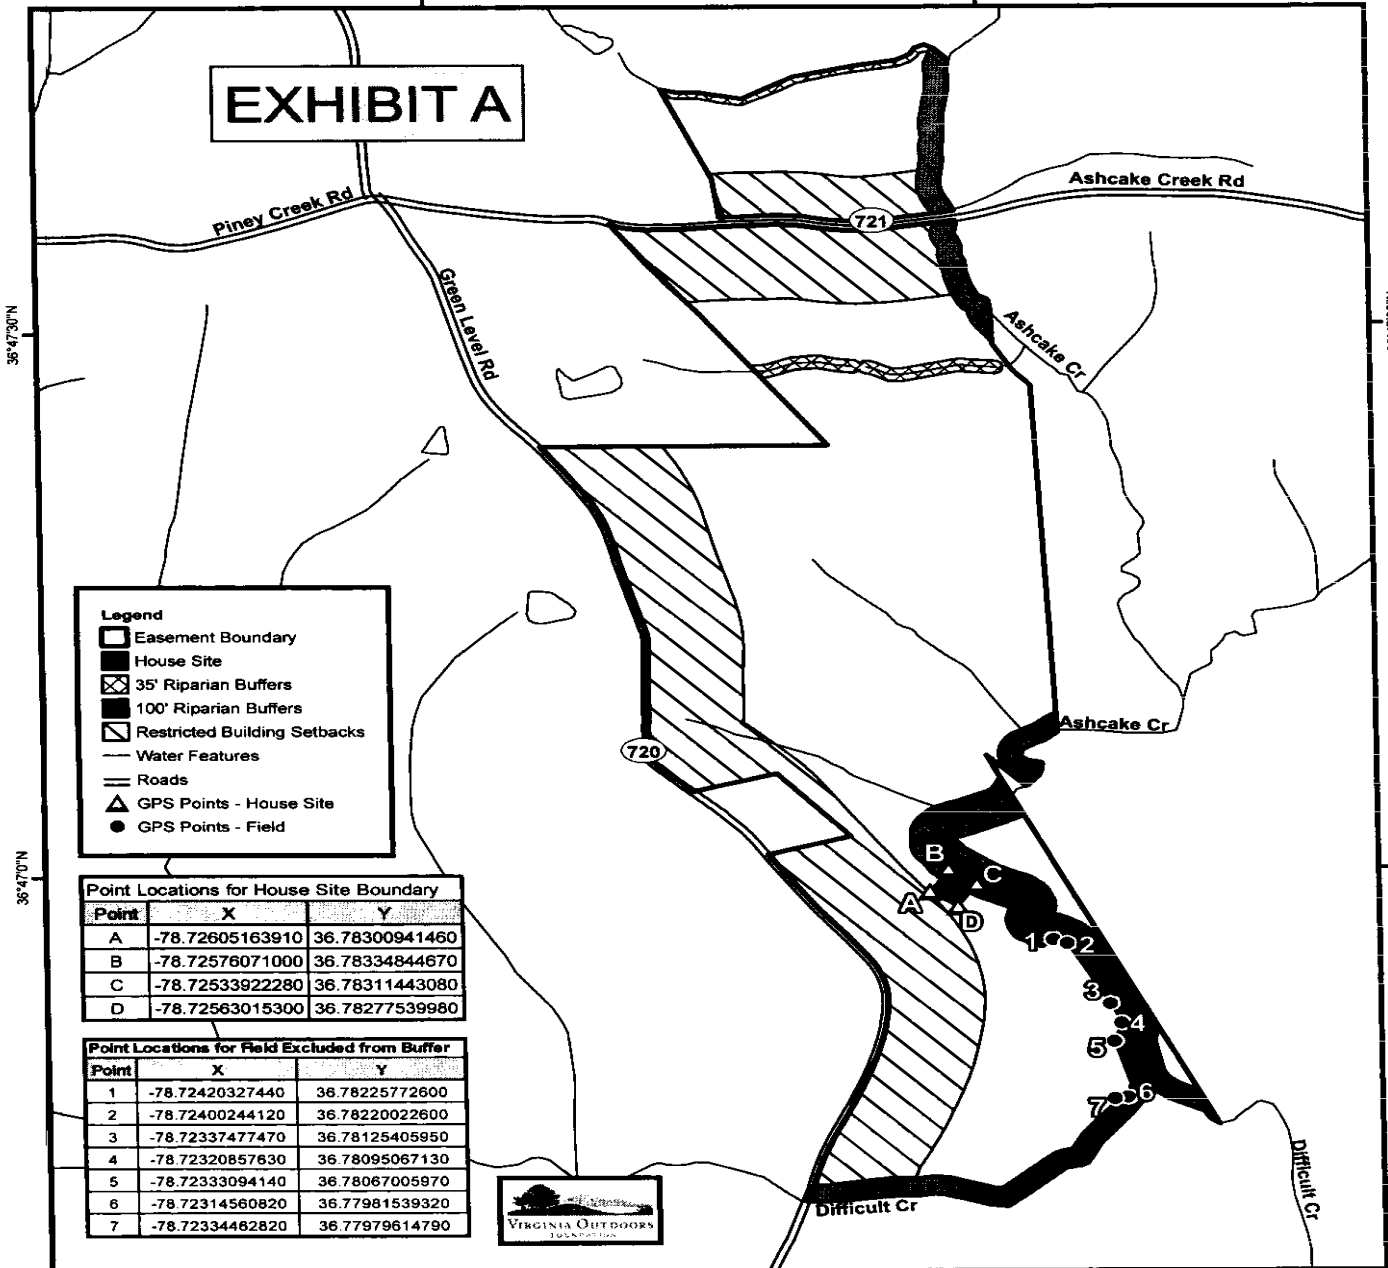 EXHIBIT A
Piney Creek Rd
Ashcake Creek Rd
721
Green Level Rd
Ashcake Cr
36°47'30"N
Legend
Easement Boundary
House Site
35' Riparian Buffers
100' Riparian Buffers
Restricted Building Setbacks
Water Features
Roads
GPS Points - House Site
GPS Points - Field
720
Ashcake Cr
36°47'0"N
B
C
A
D
1
2
3
4
5
6
7
Point Locations for House Site Boundary
Point X Y
A -78.72605163910 36.78300941460
B -78.72576071000 36.78334844670
C -78.72533922280 36.78311443080
D -78.72563015300 36.78277539980
Point Locations for Field Excluded from Buffer
Point X Y
1 -78.72420327440 36.78225772600
2 -78.72400244120 36.78220022600
3 -78.72337477470 36.78125405950
4 -78.72320857630 36.78095067130
5 -78.72333094140 36.78067005970
6 -78.72314560820 36.77981539320
7 -78.72334462820 36.77979614790
VIRGINIA OUTDOORS
FOUNDATION
Difficult Cr
Difficult Cr